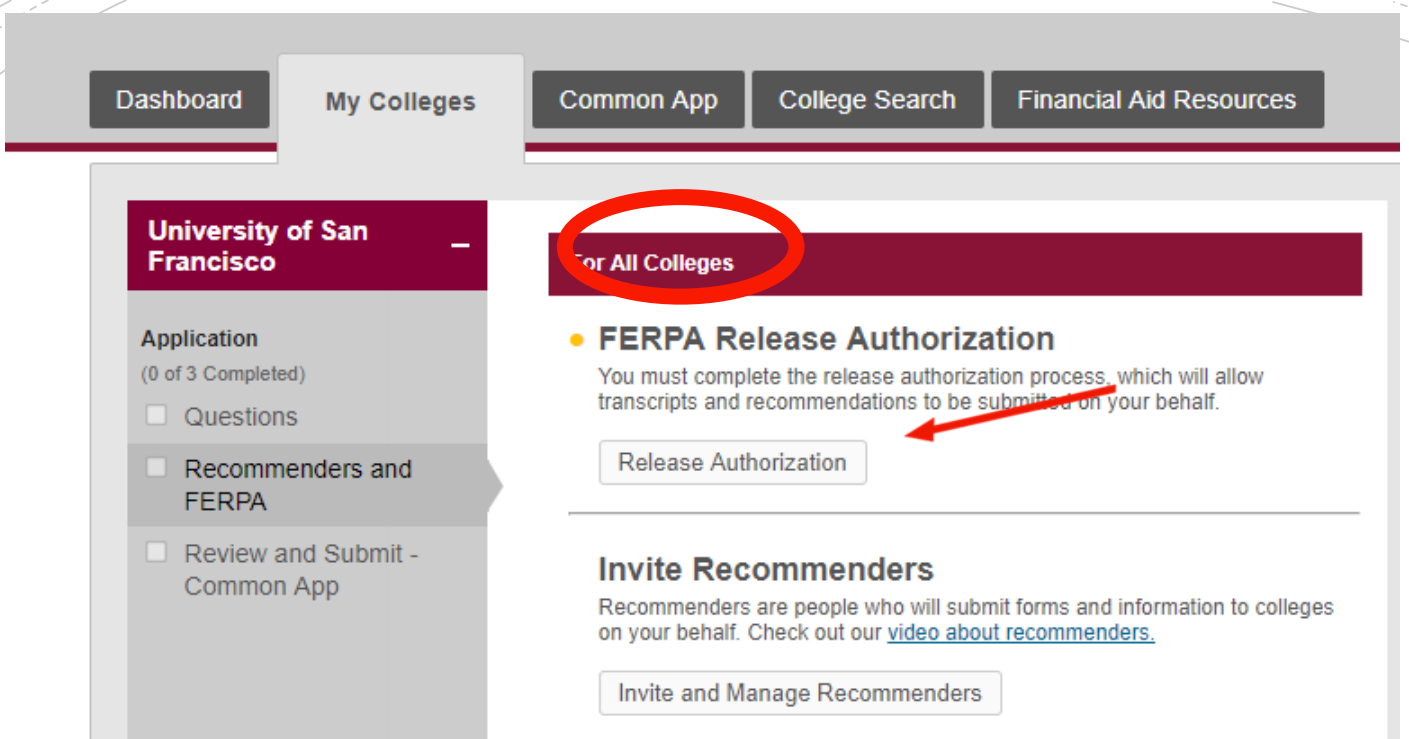 Dashboard
My Colleges
Common App
College Search
Financial Aid Resources
University of San
Francisco
Application
(0 of 3 Completed)
Questions
Recommenders and
FERPA
Review and Submit -
Common App
For All Colleges
FERPA Release Authorization
You must complete the release authorization process, which will allow
transcripts and recommendations to be submitted on your behalf.
Release Authorization
Invite Recommenders
Recommenders are people who will submit forms and information to colleges
on your behalf. Check out our video about recommenders.
Invite and Manage Recommenders